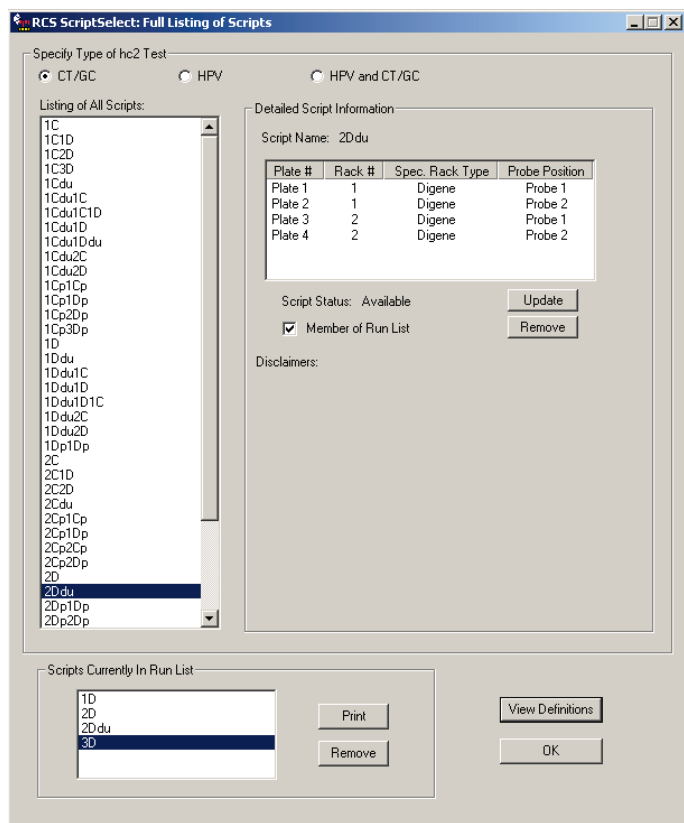 RCS ScriptSelect: Full Listing of Scripts
Specify Type of hc2 Test
CT/GC HPV HPV and CT/GC
Listing of All Scripts:
1C
1C1D
1C2D
1C3D
1Cdu
1Cdu1C
1Cdu1C1D
1Cdu1D
1Cdu1Ddu
1Cdu2C
1Cdu2D
1Cp1Cp
1Cp1Dp
1Cp2Dp
1Cp3Dp
1D
1Ddu
1Ddu1C
1Ddu1D
1Ddu1D1C
1Ddu2C
1Ddu2D
1Dp1Dp
2C
2C1D
2C2D
2Cdu
2Cp1Cp
2Cp1Dp
2Cp2Cp
2Cp2Dp
2D
2Ddu
2Dp1Dp
2Dp2Dp
Detailed Script Information
Script Name: 2Ddu
Plate # Rack # Spec. Rack Type Probe Position
Plate 1 1 Digene Probe 1
Plate 2 1 Digene Probe 2
Plate 3 2 Digene Probe 1
Plate 4 2 Digene Probe 2
Script Status: Available Update
Member of Run List Remove
Disclaimers:
Scripts Currently In Run List
1D
2D
2Ddu
3D
Print
Remove
View Definitions
OK